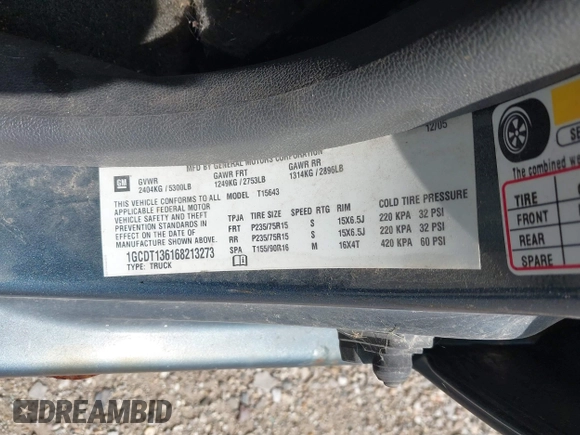 MFD BY GENERAL MOTORS CORPORATION
12/05
GM
GVWR GAWR FRT GAWR RR
2404KG / 5300LB 1249KG / 2753LB 1314KG / 2896LB
THIS VEHICLE CONFORMS TO ALL MODEL T15643
APPLICABLE FEDERAL MOTOR
VEHICLE SAFETY AND THEFT
PREVENTION STANDARDS IN
EFFECT ON THE DATE OF
MANUFACTURE SHOWN ABOVE.
TPJA TIRE SIZE SPEED RTG RIM COLD TIRE PRESSURE
FRT P235/75R15 S 15X6.5J 220 KPA 32 PSI
RR P235/75R15 S 15X6.5J 220 KPA 32 PSI
SPA T155/90R16 M 16X4T 420 KPA 60 PSI
1GCDT136168213273
TYPE: TRUCK
The combined w
TIRE
FRONT
REAR
SPARE
DREAMBID